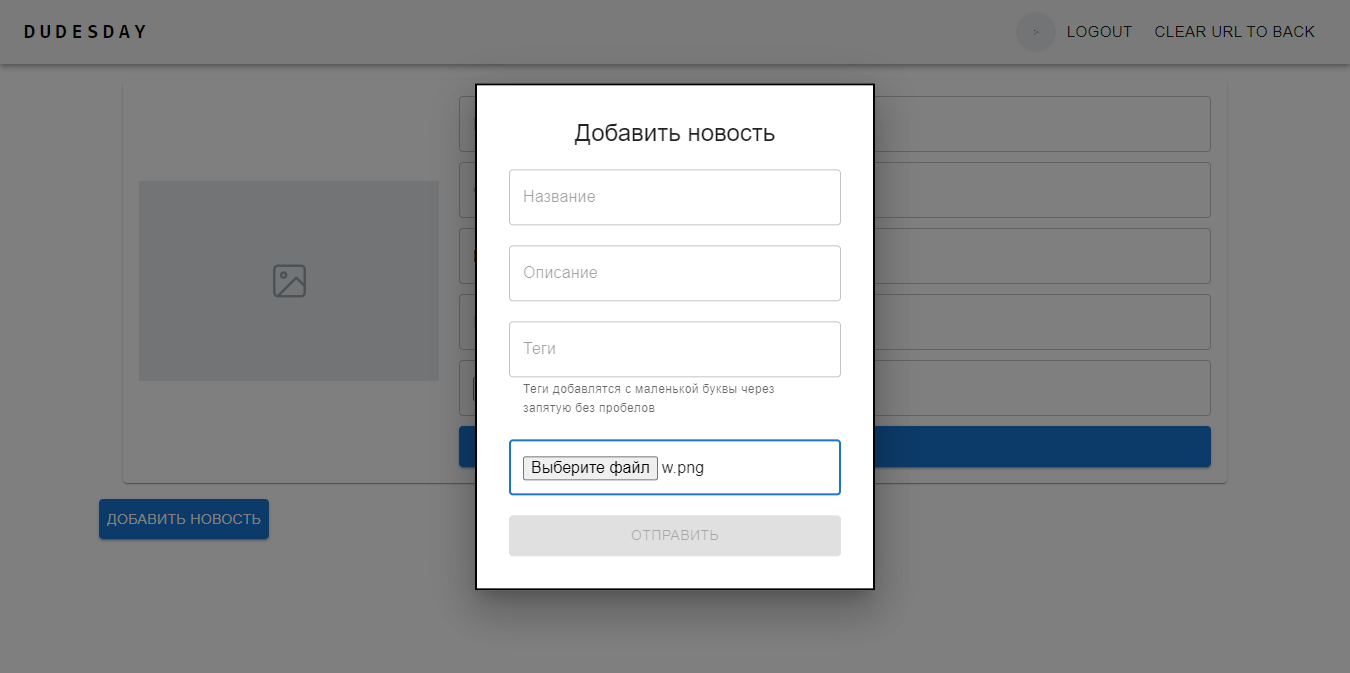 DUDESDAY
>
LOGOUT
CLEAR URL TO BACK
Добавить новость
Название
Описание
Теги
Теги добавлятся с маленькой буквы через
запятую без пробелов
Выберите файл w.png
ОТПРАВИТЬ
ДОБАВИТЬ НОВОСТЬ